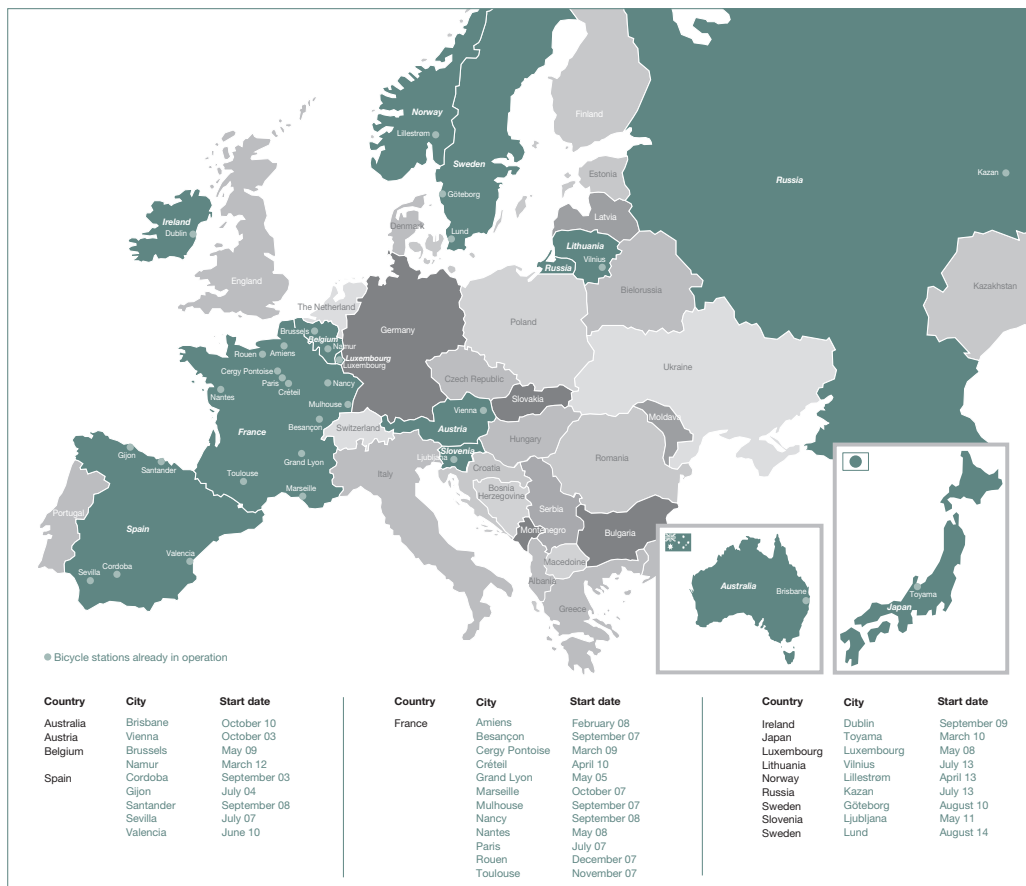 Norway
Finland
Lillestrøm
Sweden
Russia
Kazan
Estonia
Göteborg
Ireland
Dublin
Denmark
Lund
Latvia
Lithuania
Vilnius
Russia
England
Bielorussia
Kazakhstan
The Netherland
Germany
Poland
Brussels
Belgium
Namur
Rouen
Amiens
Luxembourg
Luxembourg
Ukraine
Cergy Pontoise
Paris
Créteil
Nancy
Czech Republic
Nantes
Mulhouse
Slovakia
Vienna
Moldavi
Besançon
Switzerland
Austria
France
Hungary
Gijon
Santander
Grand Lyon
Ljubljana
Slovenia
Romania
Toulouse
Italy
Croatia
Marseille
Bosnia
Herzegovine
Portugal
Spain
Serbia
Montenegro
Bulgaria
Valencia
Macedoine
Sevilla
Cordoba
Albania
Greece
Australia
Brisbane
Toyama
Japan
Bicycle stations already in operation
Country City Start date
Australia Brisbane October 10
Austria Vienna October 03
Belgium Brussels May 09
Namur March 12
Spain Cordoba September 03
Gijon July 04
Santander September 08
Sevilla July 07
Valencia June 10
Country City Start date
France Amiens February 08
Besançon September 07
Cergy Pontoise March 09
Créteil April 10
Grand Lyon May 05
Marseille October 07
Mulhouse September 07
Nancy September 08
Nantes May 08
Paris July 07
Rouen December 07
Toulouse November 07
Country City Start date
Ireland Dublin September 09
Japan Toyama March 10
Luxembourg Luxembourg May 08
Lithuania Vilnius July 13
Norway Lillestrøm April 13
Russia Kazan July 13
Sweden Göteborg August 10
Slovenia Ljubljana May 11
Sweden Lund August 14